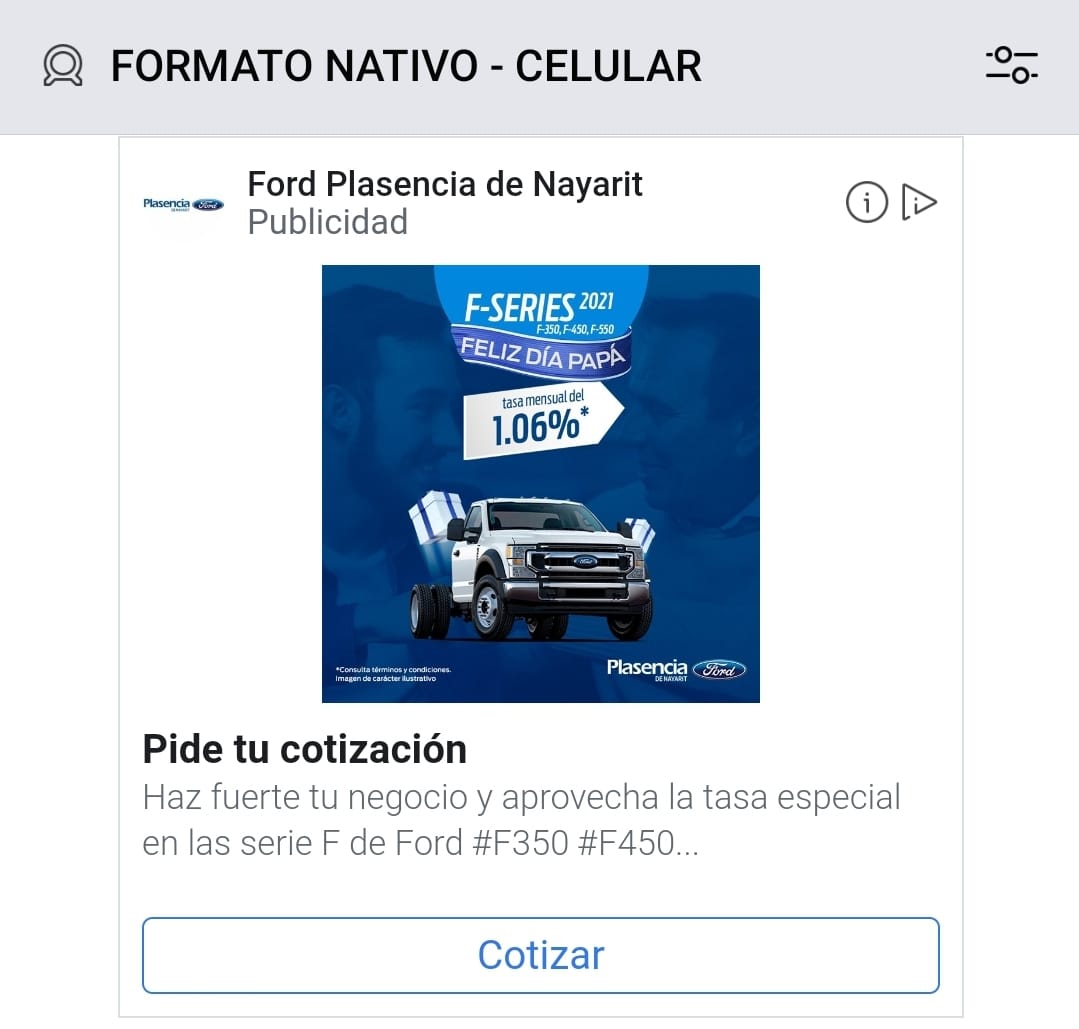 FORMATO NATIVO - CELULAR
Plasencia Ford
DE NAYARIT
Ford Plasencia de Nayarit
Publicidad
F-SERIES 2021
F-350, F-450, F-550
FELIZ DÍA PAPÁ
tasa mensual del
1.06%*
Ford
*Consulta términos y condiciones.
Imagen de carácter ilustrativo
Plasencia Ford
DE NAYARIT
Pide tu cotización
Haz fuerte tu negocio y aprovecha la tasa especial
en las serie F de Ford #F350 #F450...
Cotizar